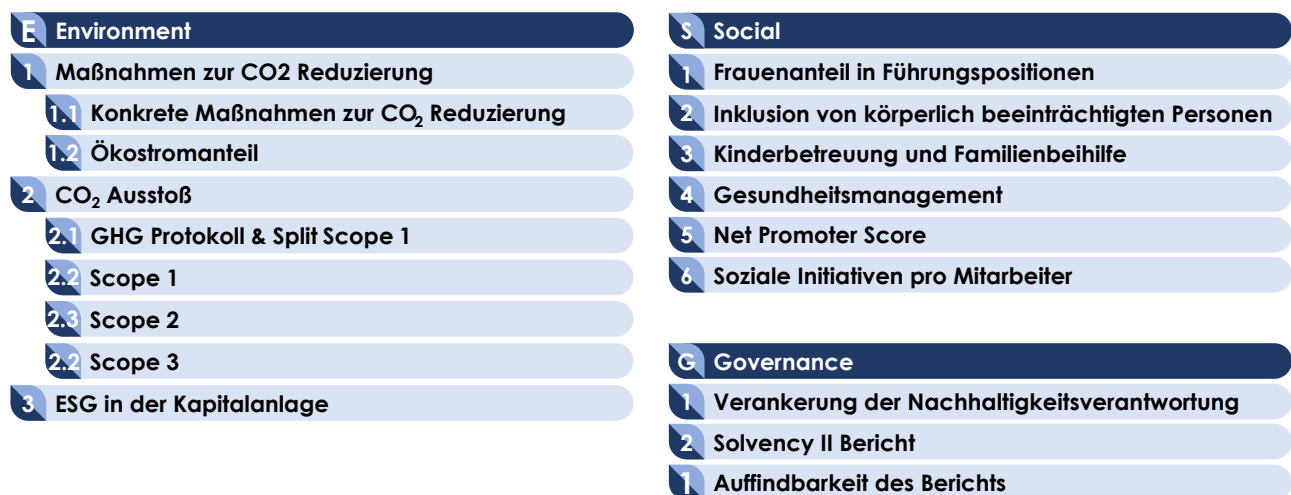 E Environment
1 Maßnahmen zur CO2 Reduzierung
1.1 Konkrete Maßnahmen zur CO₂ Reduzierung
1.2 Ökostromanteil
2 CO₂ Ausstoß
2.1 GHG Protokoll & Split Scope 1
2.2 Scope 1
2.3 Scope 2
2.2 Scope 3
3 ESG in der Kapitalanlage
S Social
1 Frauenanteil in Führungspositionen
2 Inklusion von körperlich beeinträchtigten Personen
3 Kinderbetreuung und Familienbeihilfe
4 Gesundheitsmanagement
5 Net Promoter Score
6 Soziale Initiativen pro Mitarbeiter
G Governance
1 Verankerung der Nachhaltigkeitsverantwortung
2 Solvency II Bericht
1 Auffindbarkeit des Berichts